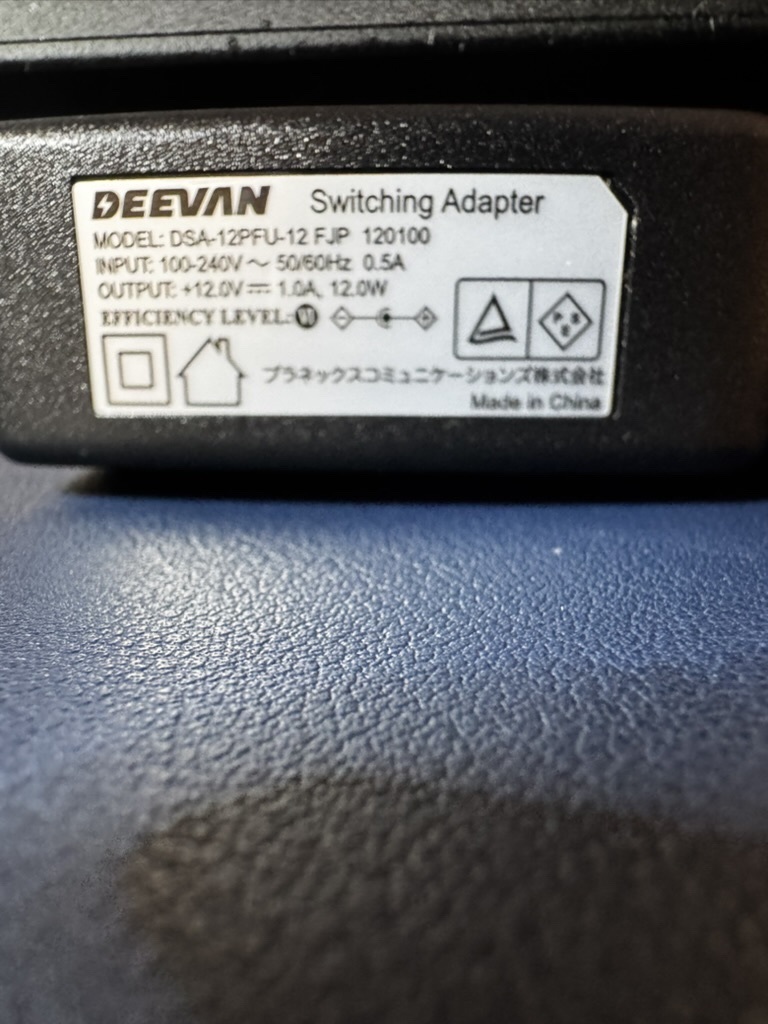 DEEVAN Switching Adapter
MODEL: DSA-12PFU-12 FJP 120100
INPUT: 100-240V ~ 50/60Hz 0.5A
OUTPUT: +12.0V⎓1.0A, 12.0W
EFFICIENCY LEVEL: VI
P S E
プラネックスコミュニケーションズ株式会社
Made in China